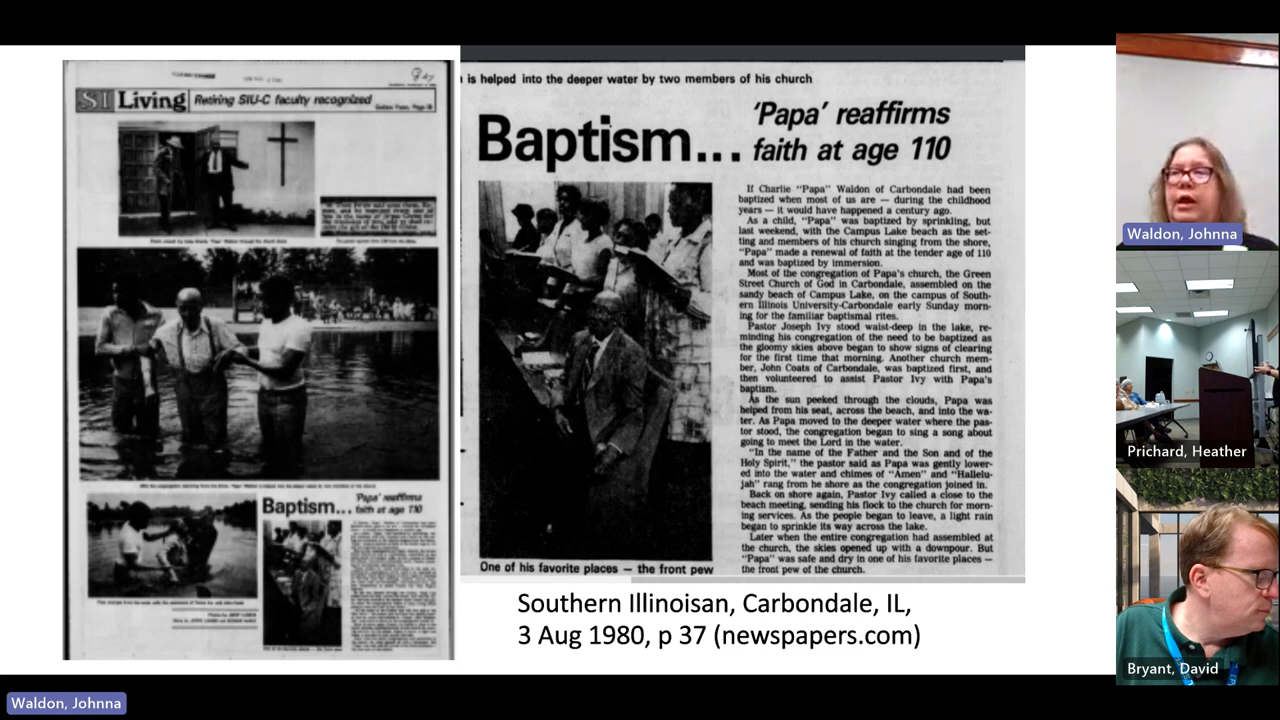 SI Living
Retiring SIU-C faculty recognized
Baptism...
'Papa' reaffirms
faith at age 110
is helped into the deeper water by two members of his church
Baptism...
'Papa' reaffirms
faith at age 110
If Charlie "Papa" Waldon of Carbondale had been
baptized when most of us are — during the childhood
years — it would have happened a century ago.
As a child, "Papa" was baptized by sprinkling, but
last weekend, with the Campus Lake beach as the set-
ting and members of his church singing from the shore,
"Papa" made a renewal of faith at the tender age of 110
and was baptized by immersion.
Most of the congregation of Papa's church, the Green
Street Church of God in Carbondale, assembled on the
sandy beach of Campus Lake, on the campus of South-
ern Illinois University-Carbondale early Sunday morn-
ing for the familiar baptismal rites.
Pastor Joseph Ivy stood waist-deep in the lake, re-
minding his congregation of the need to be baptized as
the gloomy skies above began to show signs of clearing
for the first time that morning. Another church mem-
ber, John Coats of Carbondale, was baptized first, and
then volunteered to assist Pastor Ivy with Papa's
baptism.
As the sun peeked through the clouds, Papa was
helped from his seat, across the beach, and into the wa-
ter. As Papa moved to the deeper water where the pas-
tor stood, the congregation began to sing a song about
going to meet the Lord in the water.
"In the name of the Father and the Son and of the
Holy Spirit," the pastor said as Papa was gently lower-
ed into the water and chimes of "Amen" and "Hallelu-
jah" rang from he shore as the congregation joined in.
Back on shore again, Pastor Ivy called a close to the
beach meeting, sending his flock to the church for morn-
ing services. As the people began to leave, a light rain
began to sprinkle its way across the lake.
Later when the entire congregation had assembled at
the church, the skies opened up with a downpour. But
"Papa" was safe and dry in one of his favorite places —
the front pew of the church.
One of his favorite places — the front pew
Southern Illinoisan, Carbondale, IL,
3 Aug 1980, p 37 (newspapers.com)
Waldon, Johnna
Prichard, Heather
Bryant, David
Waldon, Johnna